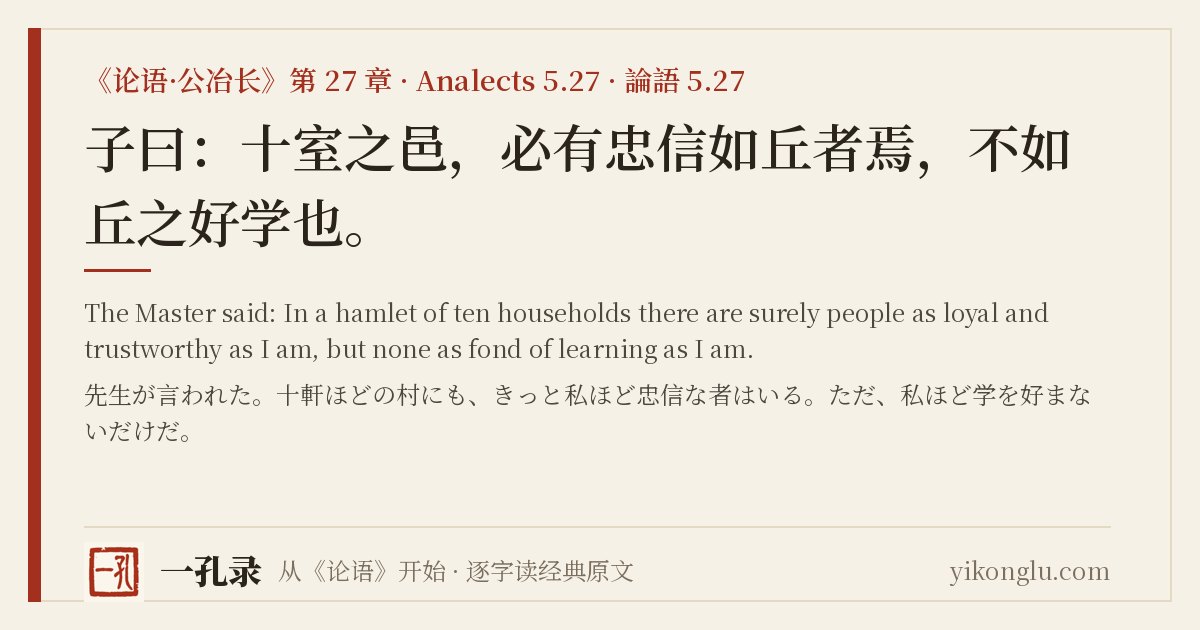 《论语·公冶长》第 27 章 · Analects 5.27 · 論語 5.27
子曰：十室之邑，必有忠信如丘者焉，不如
丘之好学也。
The Master said: In a hamlet of ten households there are surely people as loyal and
trustworthy as I am, but none as fond of learning as I am.
先生が言われた。十軒ほどの村にも、きっと私ほど忠信な者はいる。ただ、私ほど学を好まな
いだけだ。
一孔
一孔录 从《论语》开始 · 逐字读经典原文 yikonglu.com